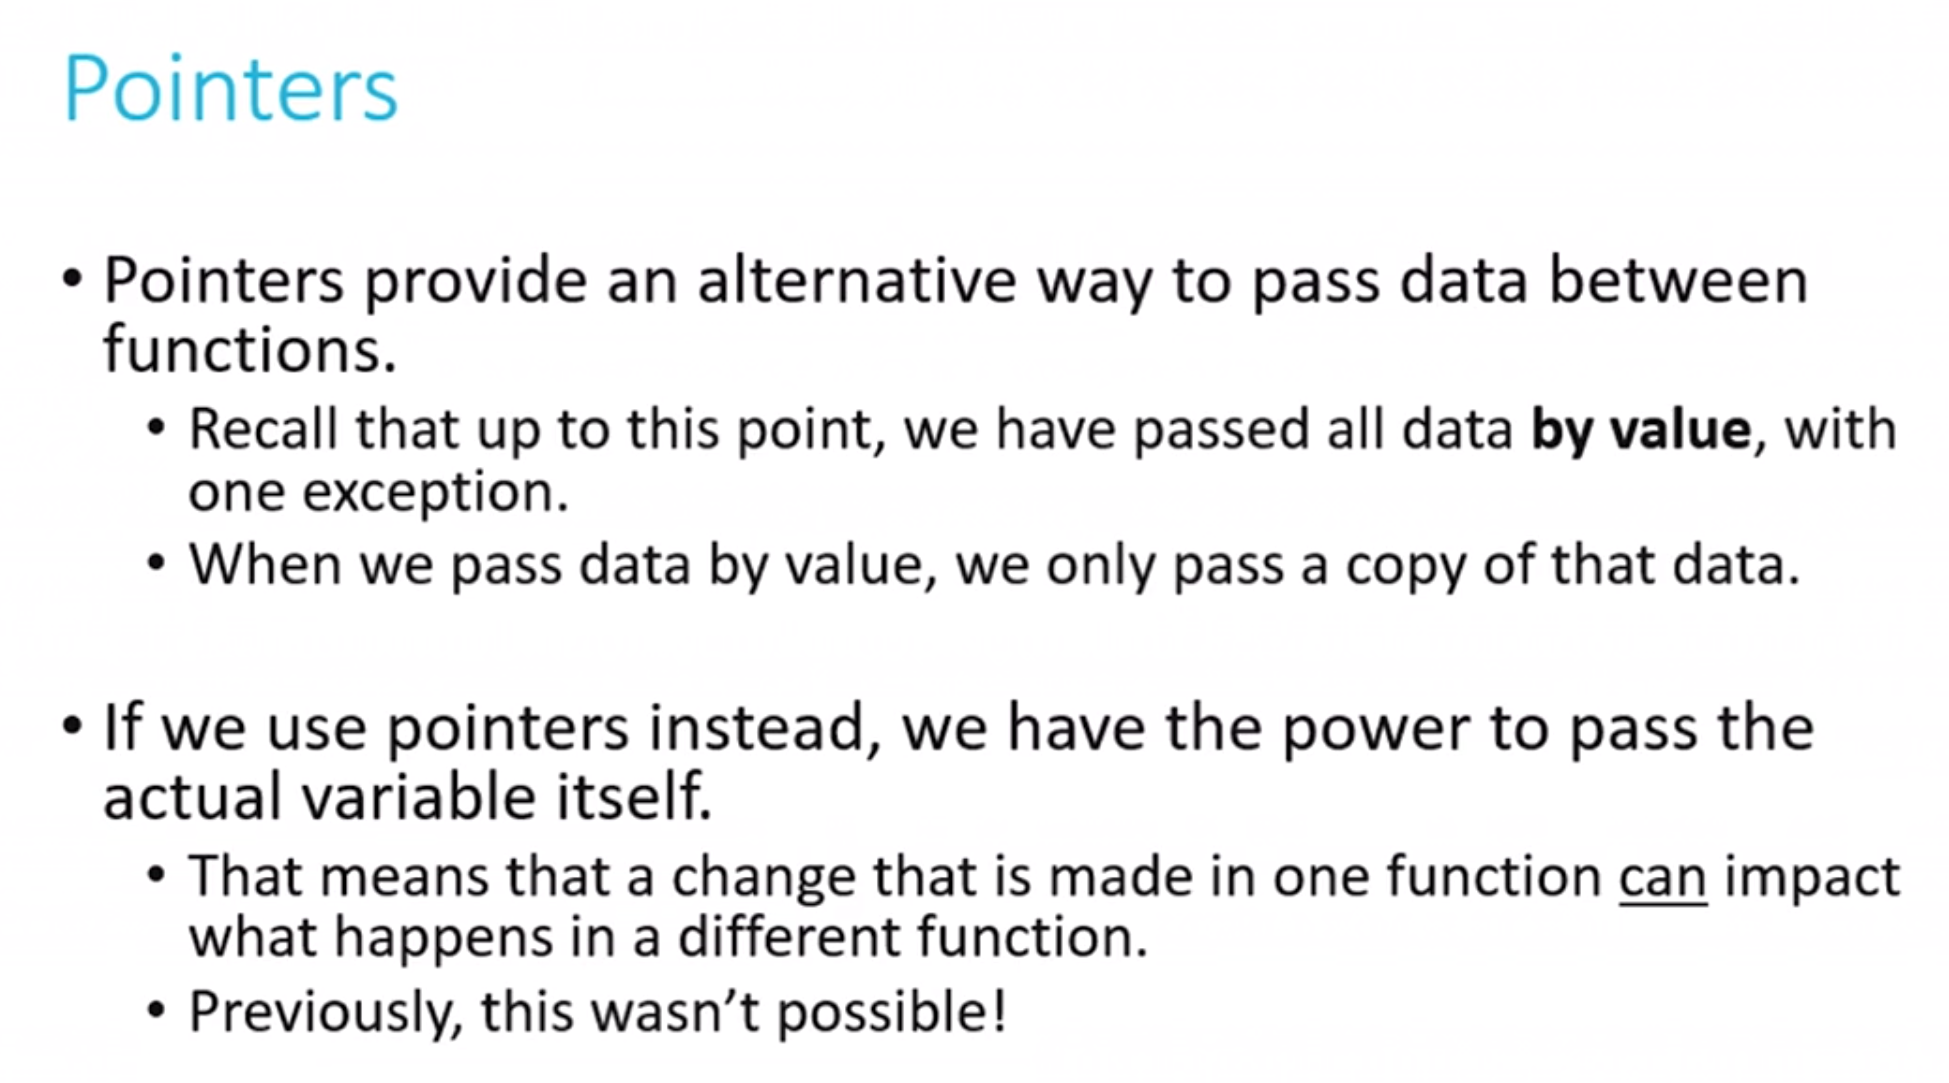 Pointers
• Pointers provide an alternative way to pass data between
functions.
• Recall that up to this point, we have passed all data by value, with
one exception.
• When we pass data by value, we only pass a copy of that data.
• If we use pointers instead, we have the power to pass the
actual variable itself.
• That means that a change that is made in one function can impact
what happens in a different function.
• Previously, this wasn’t possible!